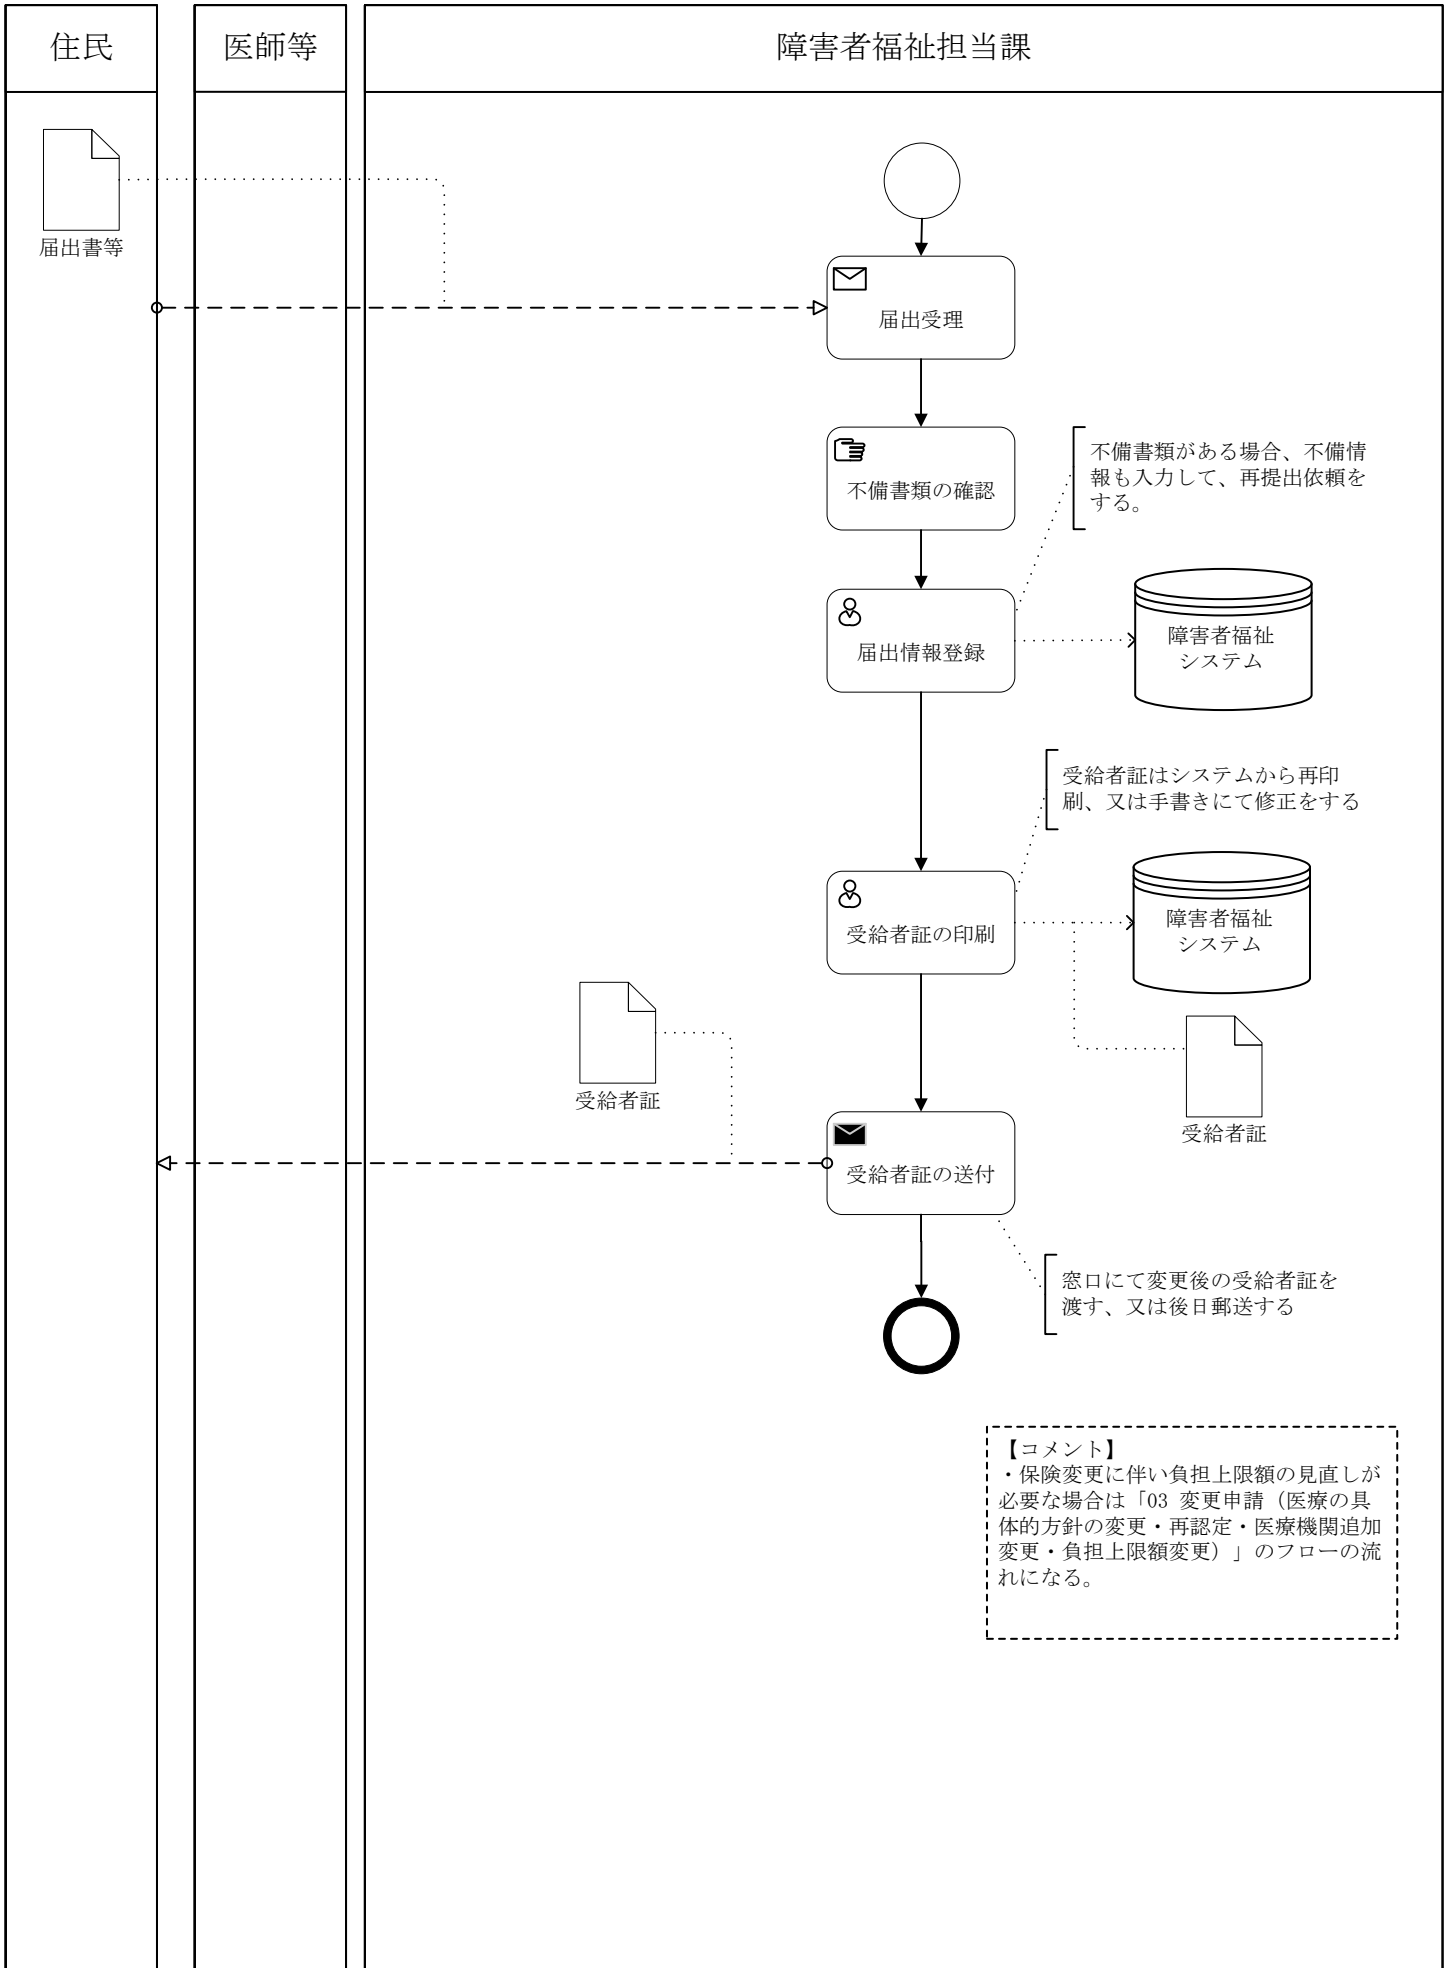 住民
医師等
障害者福祉担当課
届出書等
届出受理
不備書類の確認
不備書類がある場合、不備情
報も入力して、再提出依頼を
する。
届出情報登録
障害者福祉
システム
受給者証はシステムから再印
刷、又は手書きにて修正をする
受給者証の印刷
障害者福祉
システム
受給者証
受給者証
受給者証の送付
窓口にて変更後の受給者証を
渡す、又は後日郵送する
【コメント】
・保険変更に伴い負担上限額の見直しが
必要な場合は「03 変更申請（医療の具
体的方針の変更・再認定・医療機関追加
変更・負担上限額変更）」のフローの流
れになる。